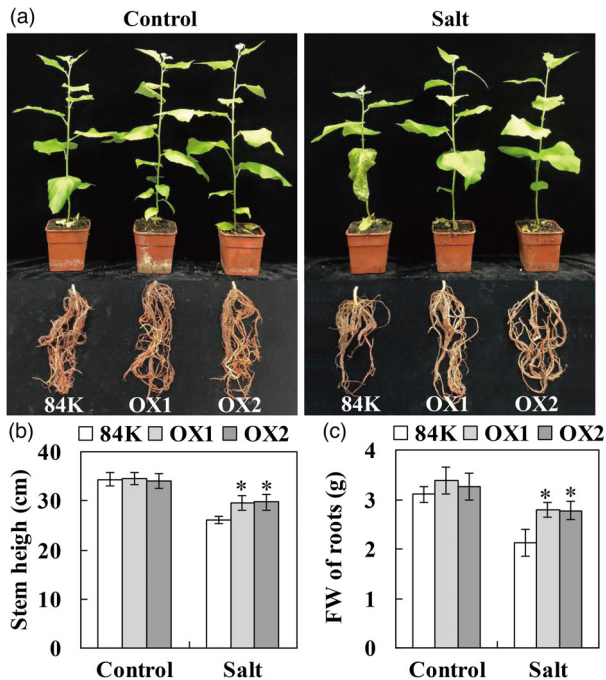 (a) Control Salt
84K OX1 OX2 84K OX1 OX2
(b) 84K OX1 OX2
Stem heigh (cm)
40
30
20
10
0
* *
Control Salt
(c) 84K OX1 OX2
FW of roots (g)
4
3
2
1
0
* *
Control Salt